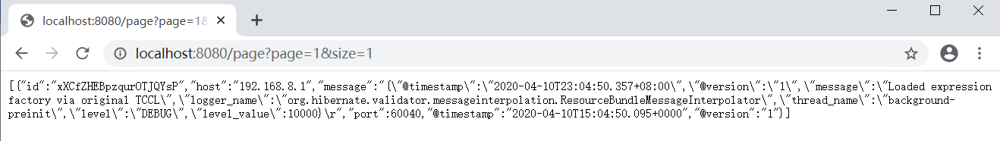 localhost:8080/page?page=1&
localhost:8080/page?page=1&size=1
[{"id":"xXCfZHEBpzqurOTJQYsP","host":"192.168.8.1","message":"{\"@timestamp\":\"2020-04-10T23:04:50.357+08:00\",\"@version\":\"1\",\"message\":\"Loaded expression
factory via original TCCL\",\"logger_name\":\"org.hibernate.validator.messageinterpolation.ResourceBundleMessageInterpolator\",\"thread_name\":\"background-
preinit\",\"level\":\"DEBUG\",\"level_value\":10000}\r","port":60040,"@timestamp":"2020-04-10T15:04:50.095+0000","@version":"1"}]